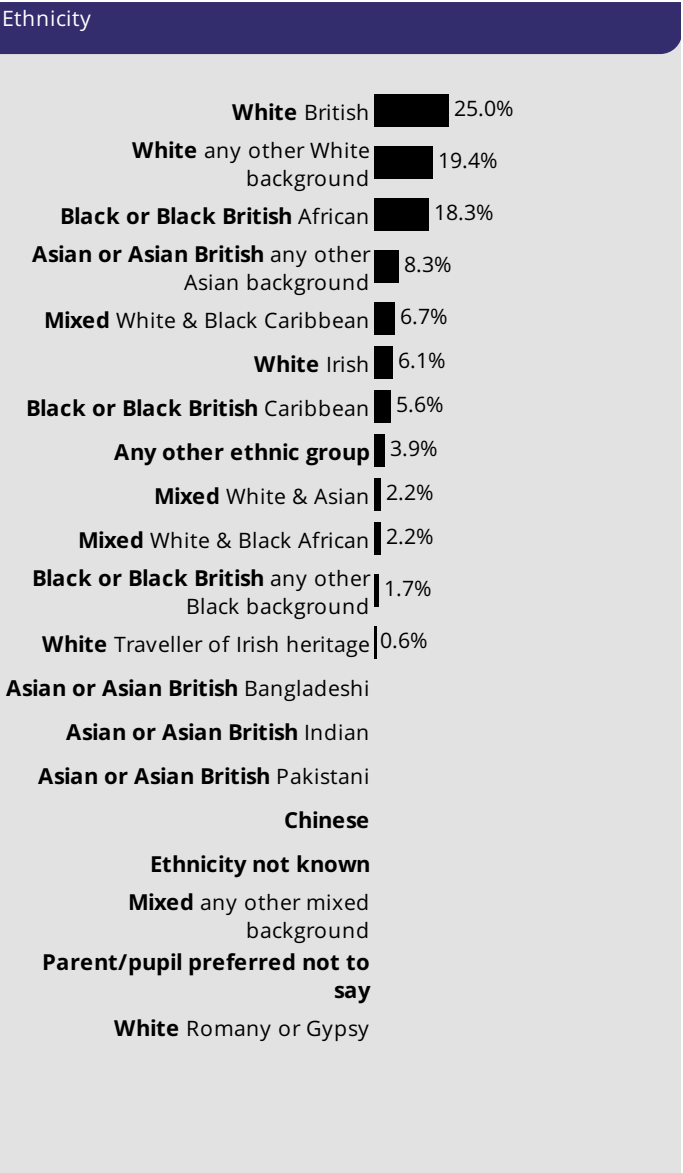 Ethnicity
White British 25.0%
White any other White
background 19.4%
Black or Black British African 18.3%
Asian or Asian British any other
Asian background 8.3%
Mixed White & Black Caribbean 6.7%
White Irish 6.1%
Black or Black British Caribbean 5.6%
Any other ethnic group 3.9%
Mixed White & Asian 2.2%
Mixed White & Black African 2.2%
Black or Black British any other
Black background 1.7%
White Traveller of Irish heritage 0.6%
Asian or Asian British Bangladeshi
Asian or Asian British Indian
Asian or Asian British Pakistani
Chinese
Ethnicity not known
Mixed any other mixed
background
Parent/pupil preferred not to
say
White Romany or Gypsy